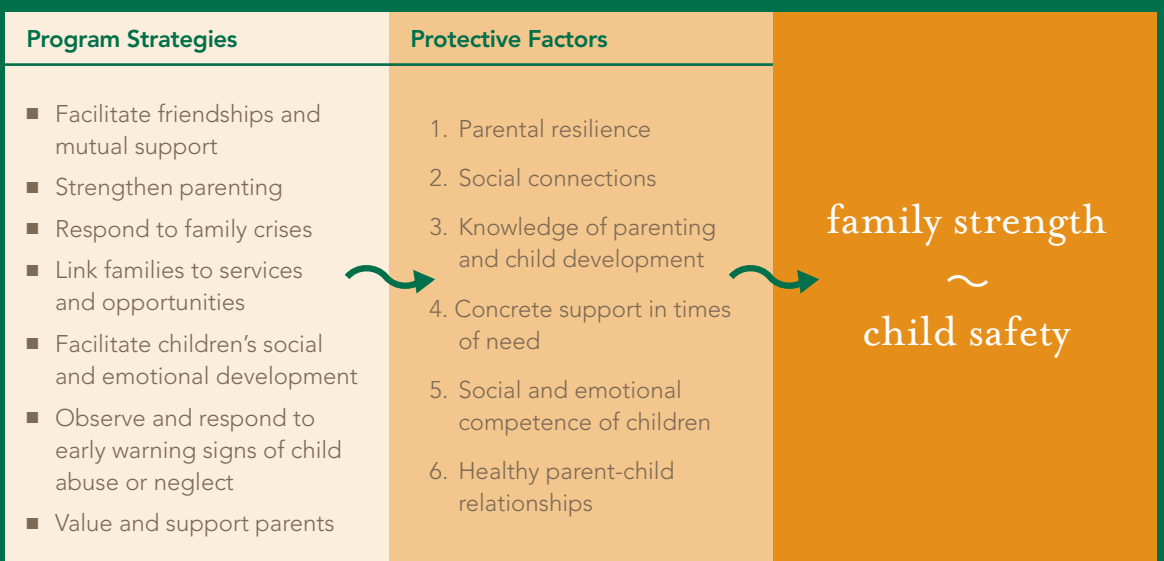 Program Strategies
■ Facilitate friendships and
mutual support
■ Strengthen parenting
■ Respond to family crises
■ Link families to services
and opportunities
■ Facilitate children’s social
and emotional development
■ Observe and respond to
early warning signs of child
abuse or neglect
■ Value and support parents
Protective Factors
1. Parental resilience
2. Social connections
3. Knowledge of parenting
and child development
4. Concrete support in times
of need
5. Social and emotional
competence of children
6. Healthy parent-child
relationships
family strength
~
child safety